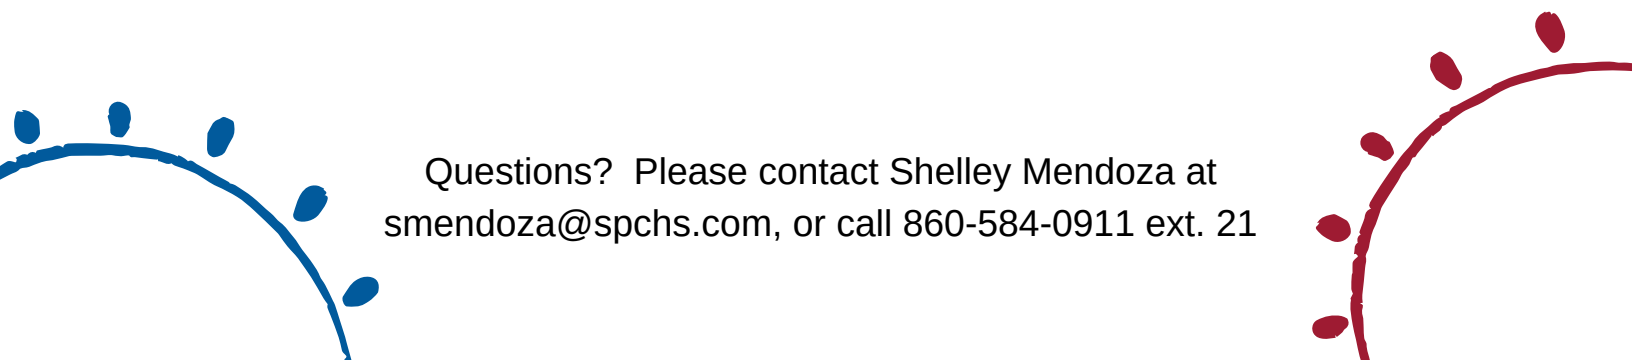 Questions?  Please contact Shelley Mendoza at
smendoza@spchs.com, or call 860-584-0911 ext. 21